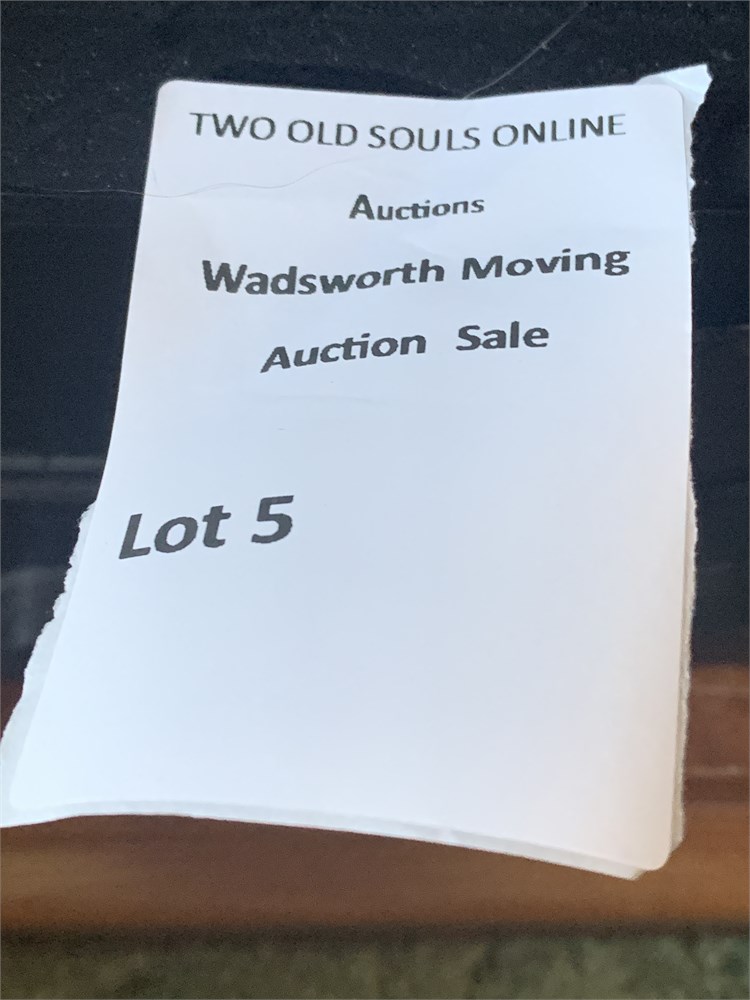 TWO OLD SOULS ONLINE
Auctions
Wadsworth Moving
Auction Sale
Lot 5